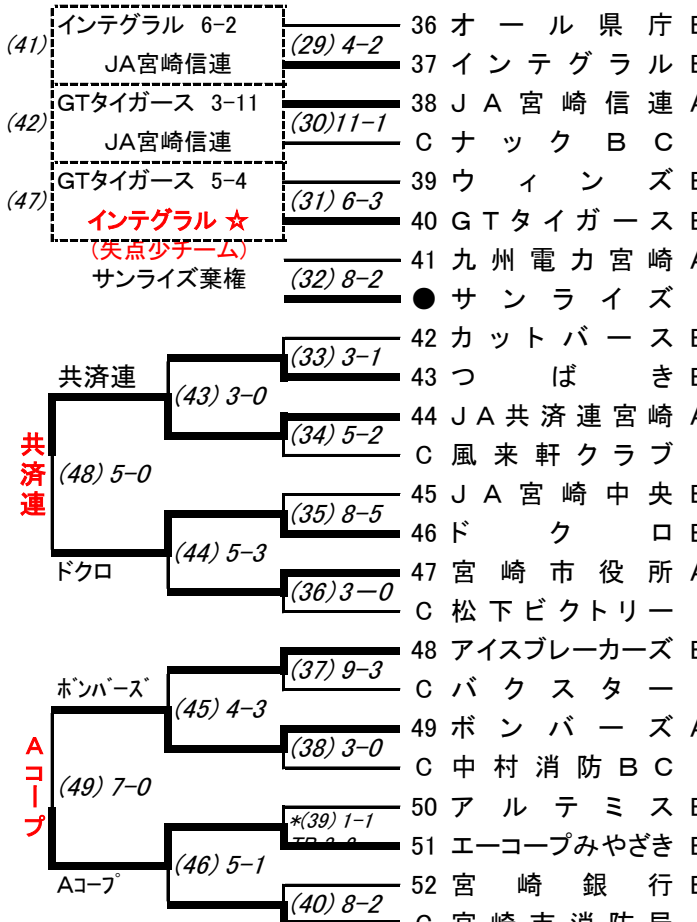 (41) インテグラル 6-2
JA宮崎信連
(42) GTタイガース 3-11
JA宮崎信連
(47) GTタイガース 5-4
インテグラル ☆
(失点少チーム)
サンライズ棄権
(29) 4-2
(30)11-1
(31) 6-3
(32) 8-2
36 オール県庁 B
37 インテグラル B
38 JA宮崎信連 A
C ナックBC
39 ウィンズ B
40 GTタイガース B
41 九州電力宮崎 A
● サンライズ
42 カットバース B
43 つばき B
44 JA共済連宮崎 A
C 風来軒クラブ
45 JA宮崎中央 B
46 ドクロ B
47 宮崎市役所 A
C 松下ビクトリー
48 アイスブレーカーズ B
C バクスター
49 ボンバーズ A
C 中村消防BC
50 アルテミス B
51 エーコープみやざき B
52 宮崎銀行 B
C 宮崎市消防局
(33) 3-1
(34) 5-2
(35) 8-5
(36)3－0
(37) 9-3
(38) 3-0
*(39) 1-1
(40) 8-2
共済連
(43) 3-0
(44) 5-3
ドクロ
共済連
(48) 5-0
ボンバーズ
(45) 4-3
(46) 5-1
Aコープ
Aコープ
(49) 7-0